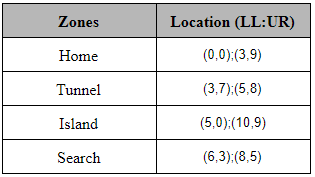 Zones Location (LL:UR)
Home (0,0);(3,9)
Tunnel (3,7);(5,8)
Island (5,0);(10,9)
Search (6,3);(8,5)